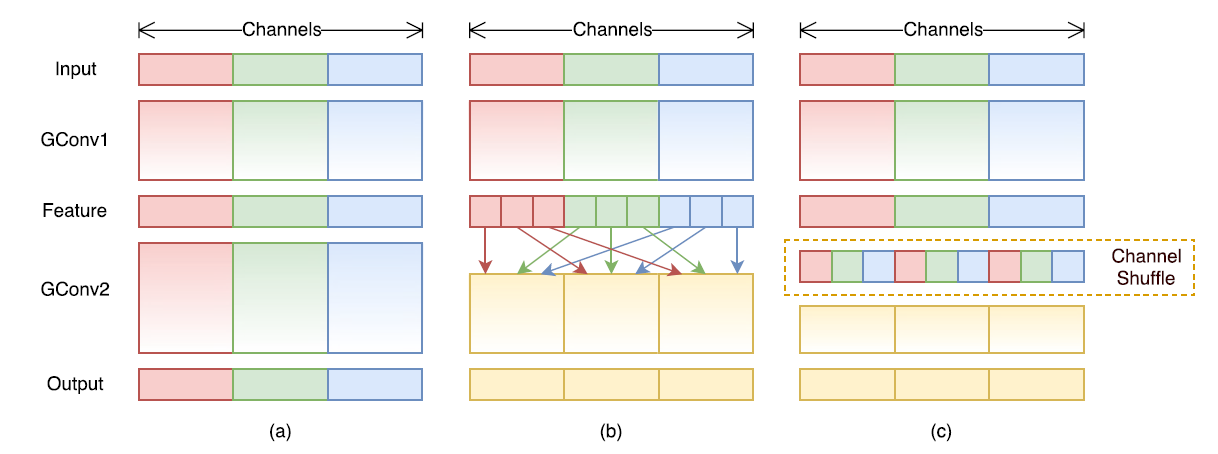 Channels
Channels
Channels
Input
GConv1
Feature
GConv2
Channel
Shuffle
Output
(a)
(b)
(c)